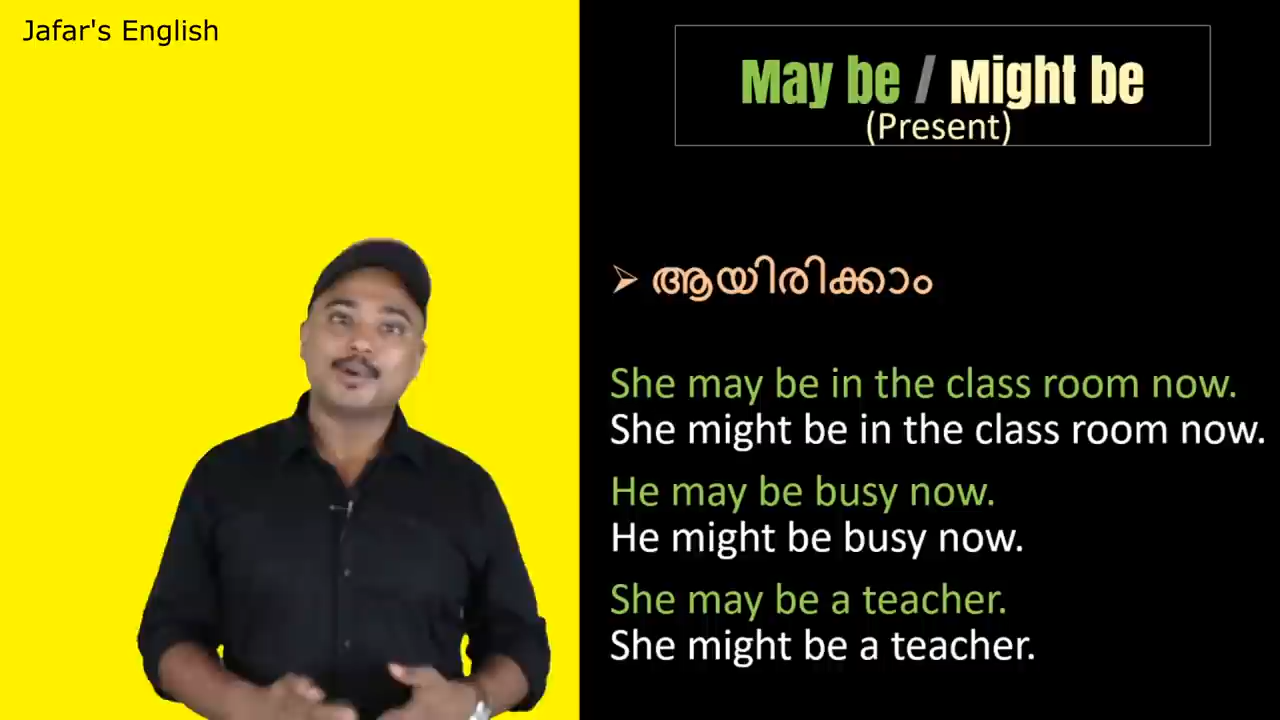 Jafar's English
May be / Might be
(Present)
➢ ആയിരിക്കാം
She may be in the class room now.
She might be in the class room now.
He may be busy now.
He might be busy now.
She may be a teacher.
She might be a teacher.